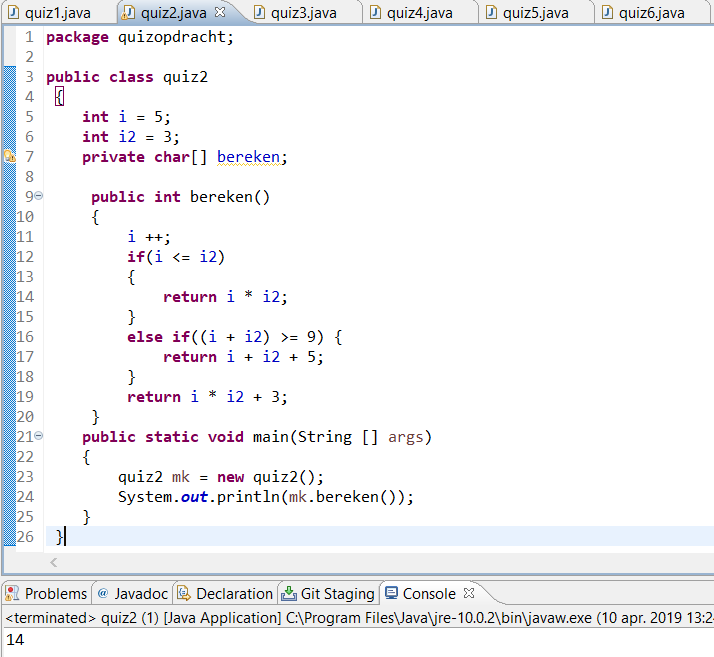 quiz1.java quiz2.java quiz3.java quiz4.java quiz5.java quiz6.java
1 package quizopdracht;
2
3 public class quiz2
4 {
5 int i = 5;
6 int i2 = 3;
7 private char[] bereken;
8
9 public int bereken()
10 {
11 i ++;
12 if(i <= i2)
13 {
14 return i * i2;
15 }
16 else if((i + i2) >= 9) {
17 return i + i2 + 5;
18 }
19 return i * i2 + 3;
20 }
21 public static void main(String [] args)
22 {
23 quiz2 mk = new quiz2();
24 System.out.println(mk.bereken());
25 }
26 }
Problems @ Javadoc Declaration Git Staging Console
<terminated> quiz2 (1) [Java Application] C:\Program Files\Java\jre-10.0.2\bin\javaw.exe (10 apr. 2019 13:2
14